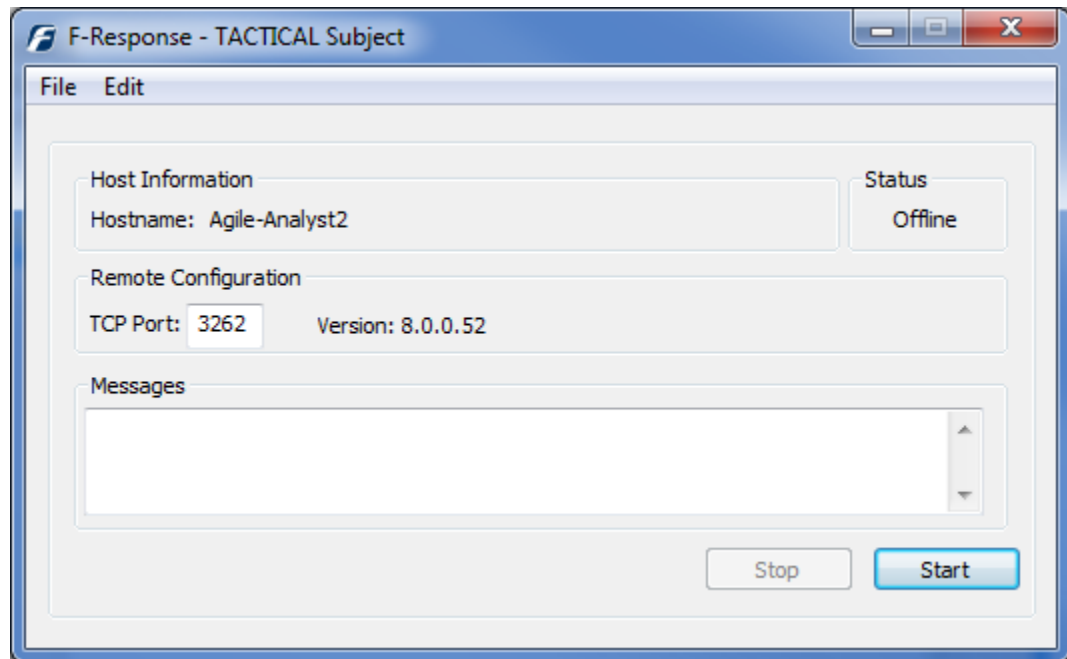 F-Response - TACTICAL Subject
File Edit
Host Information
Status
Hostname: Agile-Analyst2
Offline
Remote Configuration
TCP Port: 3262 Version: 8.0.0.52
Messages
Stop Start